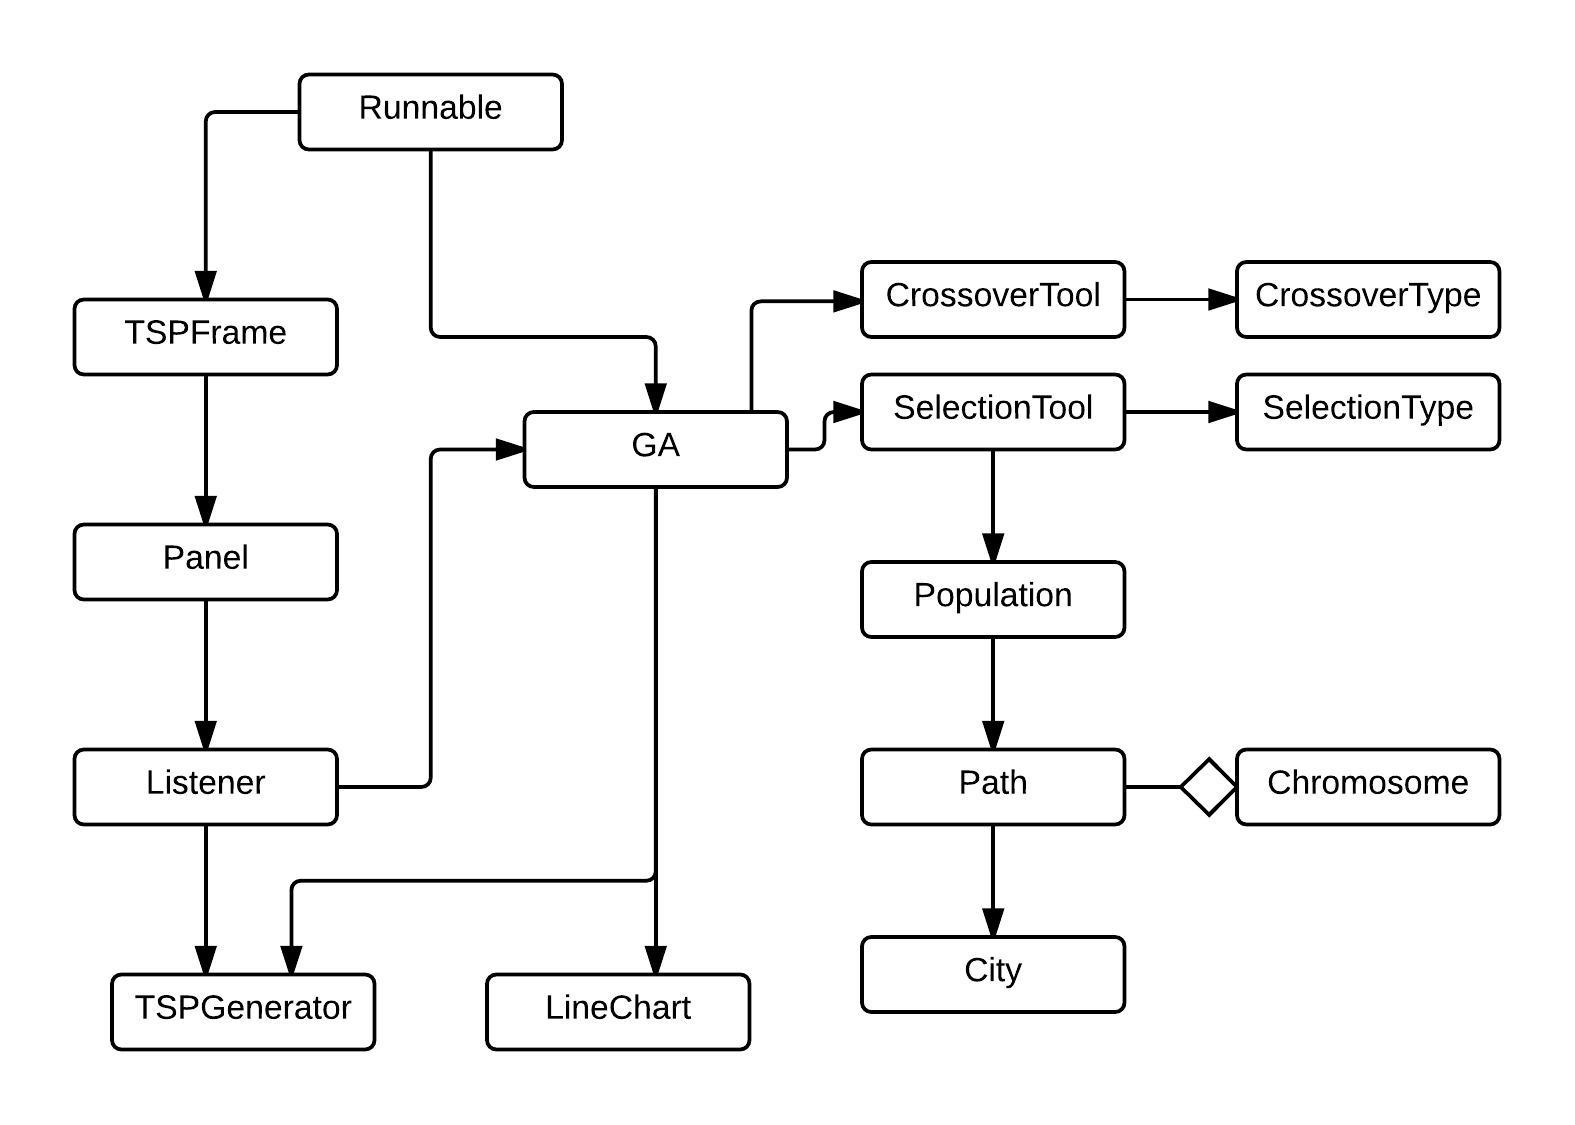 Runnable
CrossoverTool
CrossoverType
TSPFrame
SelectionTool
SelectionType
GA
Panel
Population
Listener
Path
Chromosome
City
TSPGenerator
LineChart